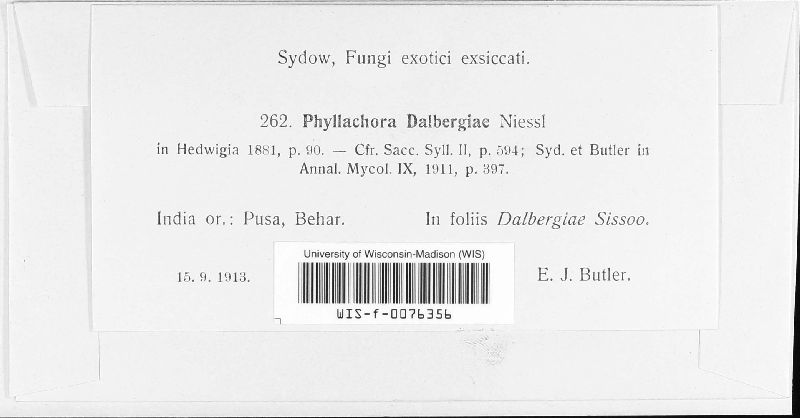 Sydow, Fungi exotici exsiccati.
262. Phyllachora Dalbergiae Niessl
in Hedwigia 1881, p. 90. — Cfr. Sacc. Syll. II, p. 594; Syd. et Butler in
Annal. Mycol. IX, 1911, p. 397.
India or.: Pusa, Behar. In foliis Dalbergiae Sissoo.
15. 9. 1913. E. J. Butler.
University of Wisconsin-Madison (WIS)
WIS-f-0076356